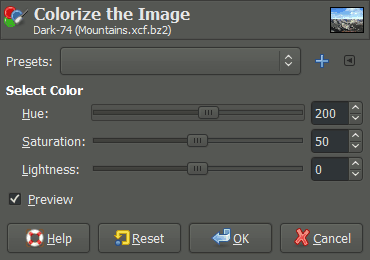 Colorize the Image
Dark-74 (Mountains.xcf.bz2)
Presets:
Select Color
Hue: 200
Saturation: 50
Lightness: 0
Preview
Help Reset OK Cancel